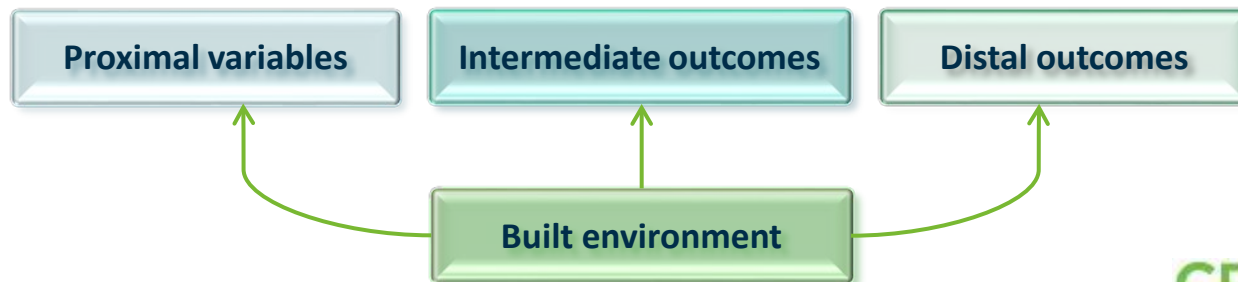 Proximal variables
Intermediate outcomes
Distal outcomes
Built environment